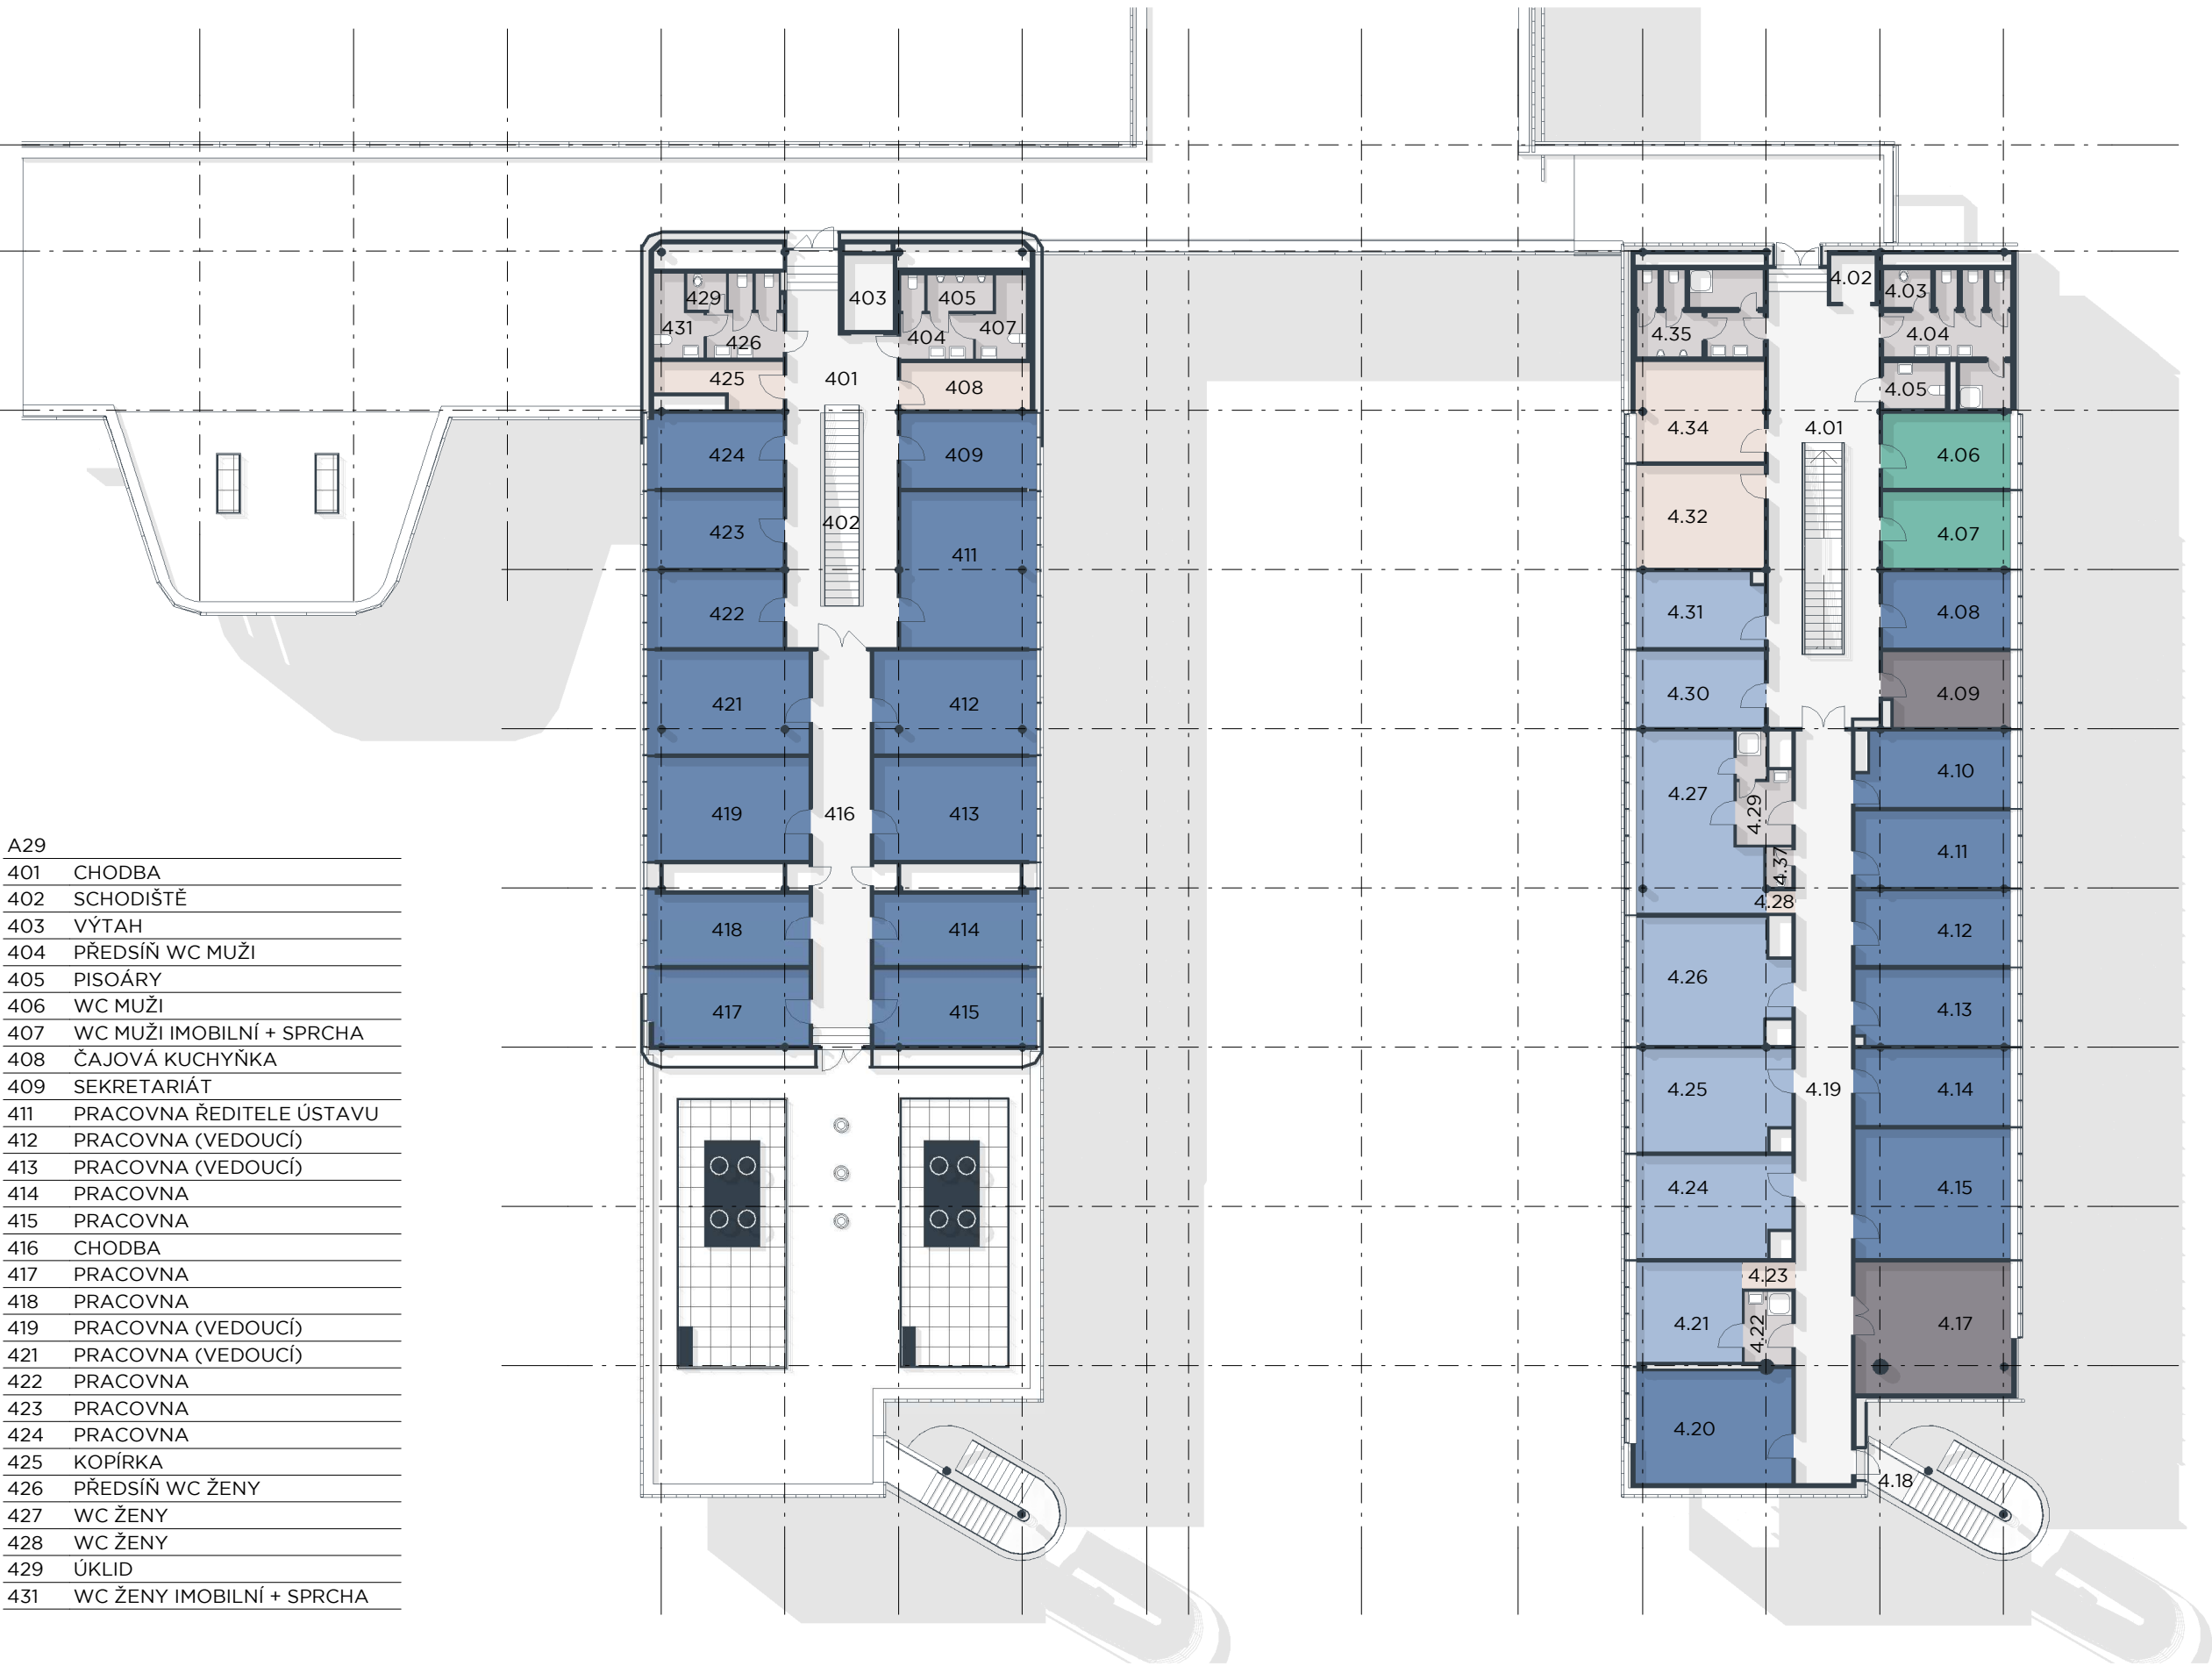 429
403
405
431
426
404
407
425
401
408
424
409
423
402
411
422
421
412
419
416
413
418
414
417
415
4.02
4.03
4.35
4.04
4.05
4.34
4.01
4.06
4.32
4.07
4.31
4.08
4.30
4.09
4.27
4.29
4.10
4.37
4.11
4.28
4.12
4.26
4.13
4.25
4.19
4.14
4.24
4.15
4.23
4.21
4.22
4.17
4.20
4.18
A29
401 CHODBA
402 SCHODIŠTĚ
403 VÝTAH
404 PŘEDSÍŇ WC MUŽI
405 PISOÁRY
406 WC MUŽI
407 WC MUŽI IMOBILNÍ + SPRCHA
408 ČAJOVÁ KUCHYŇKA
409 SEKRETARIÁT
411 PRACOVNA ŘEDITELE ÚSTAVU
412 PRACOVNA (VEDOUCÍ)
413 PRACOVNA (VEDOUCÍ)
414 PRACOVNA
415 PRACOVNA
416 CHODBA
417 PRACOVNA
418 PRACOVNA
419 PRACOVNA (VEDOUCÍ)
421 PRACOVNA (VEDOUCÍ)
422 PRACOVNA
423 PRACOVNA
424 PRACOVNA
425 KOPÍRKA
426 PŘEDSÍŇ WC ŽENY
427 WC ŽENY
428 WC ŽENY
429 ÚKLID
431 WC ŽENY IMOBILNÍ + SPRCHA